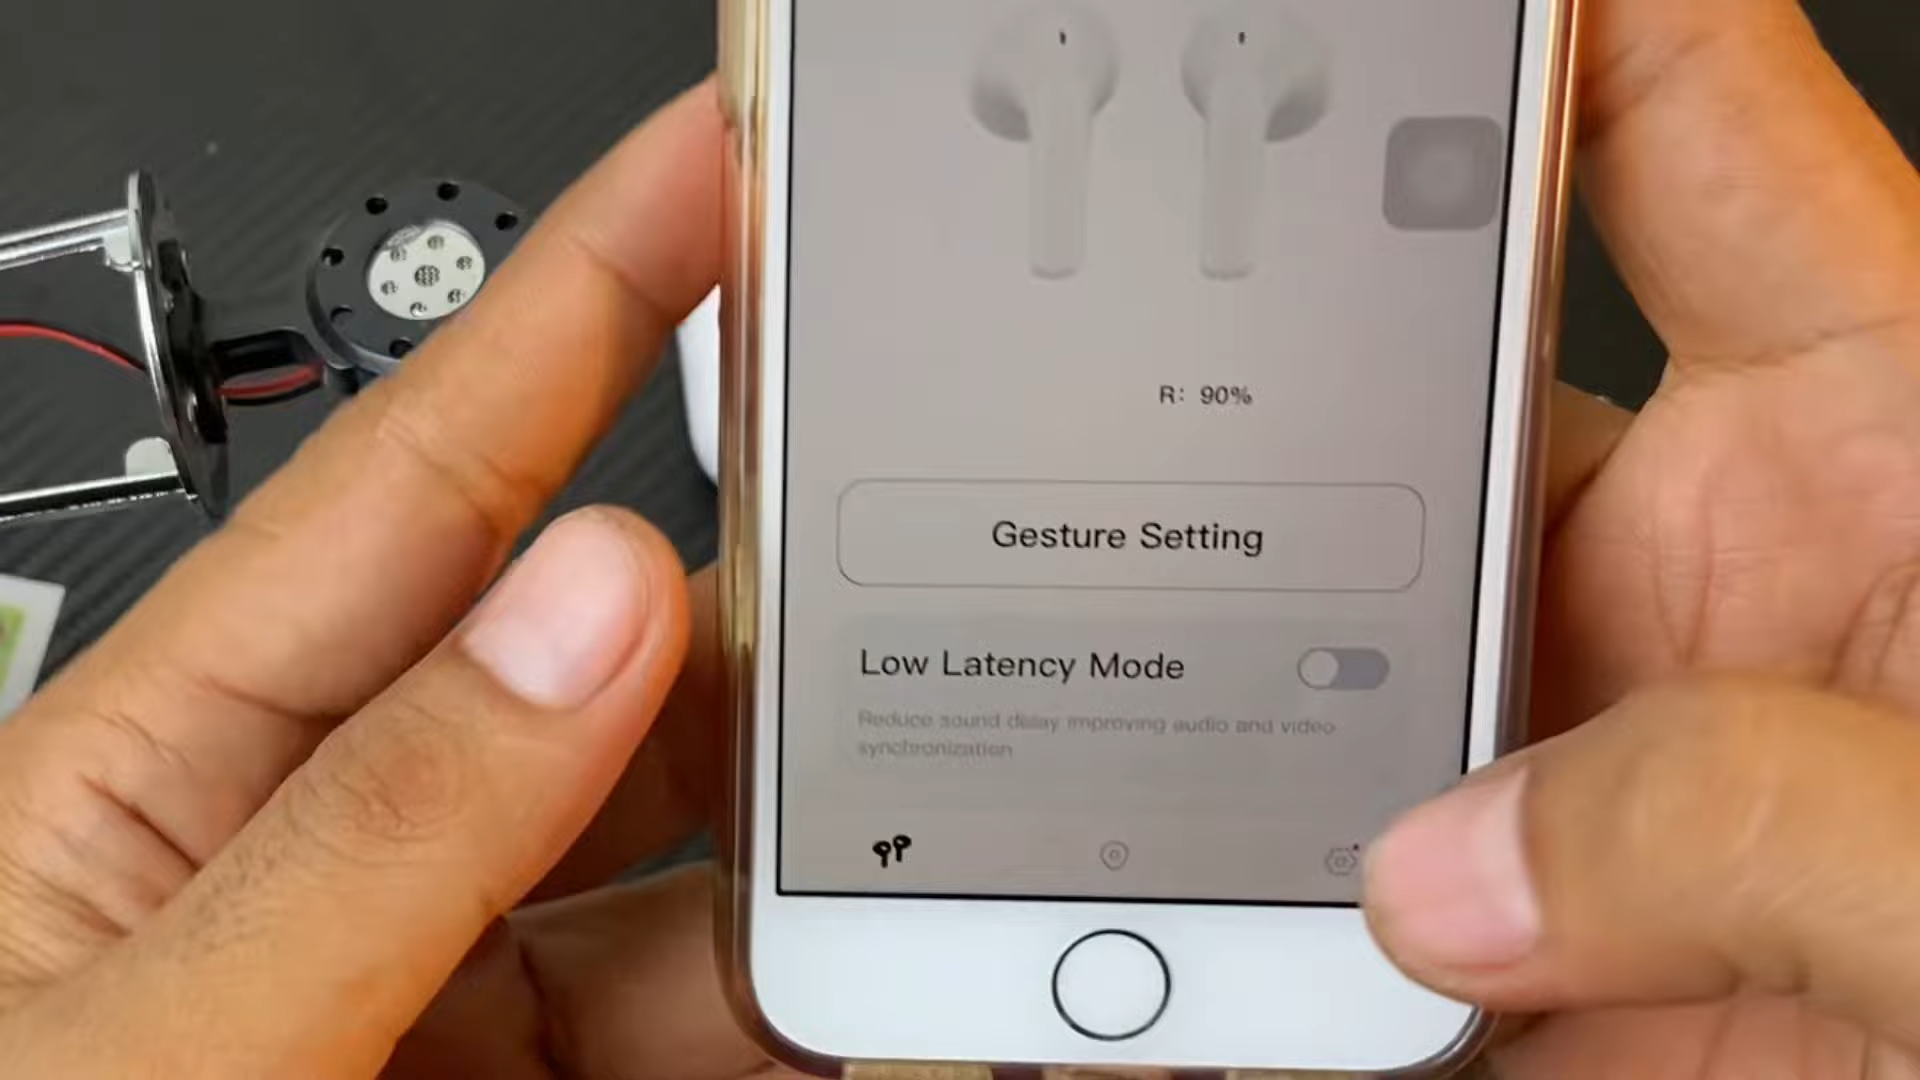 R: 90%
Gesture Setting
Low Latency Mode
Reduce sound delay improving audio and video
synchronization